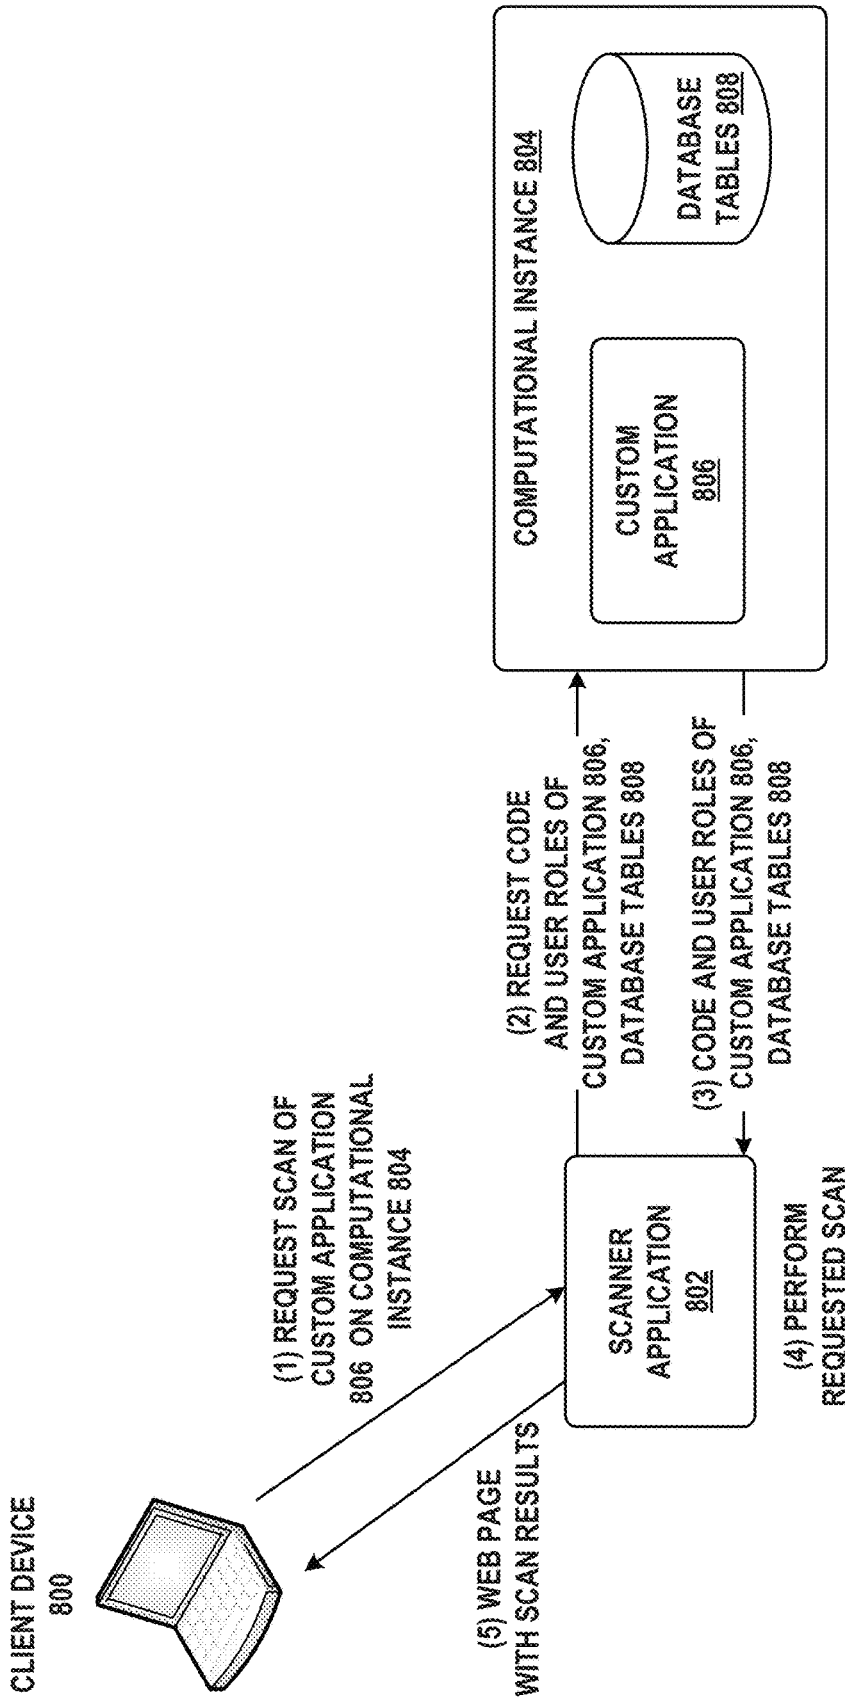 CLIENT DEVICE
800
(1) REQUEST SCAN OF
CUSTOM APPLICATION
806 ON COMPUTATIONAL
INSTANCE 804
(5) WEB PAGE
WITH SCAN RESULTS
SCANNER
APPLICATION
802
(4) PERFORM
REQUESTED SCAN
(2) REQUEST CODE
AND USER ROLES OF
CUSTOM APPLICATION 806,
DATABASE TABLES 808
(3) CODE AND USER ROLES OF
CUSTOM APPLICATION 806,
DATABASE TABLES 808
COMPUTATIONAL INSTANCE 804
CUSTOM
APPLICATION
806
DATABASE
TABLES 808